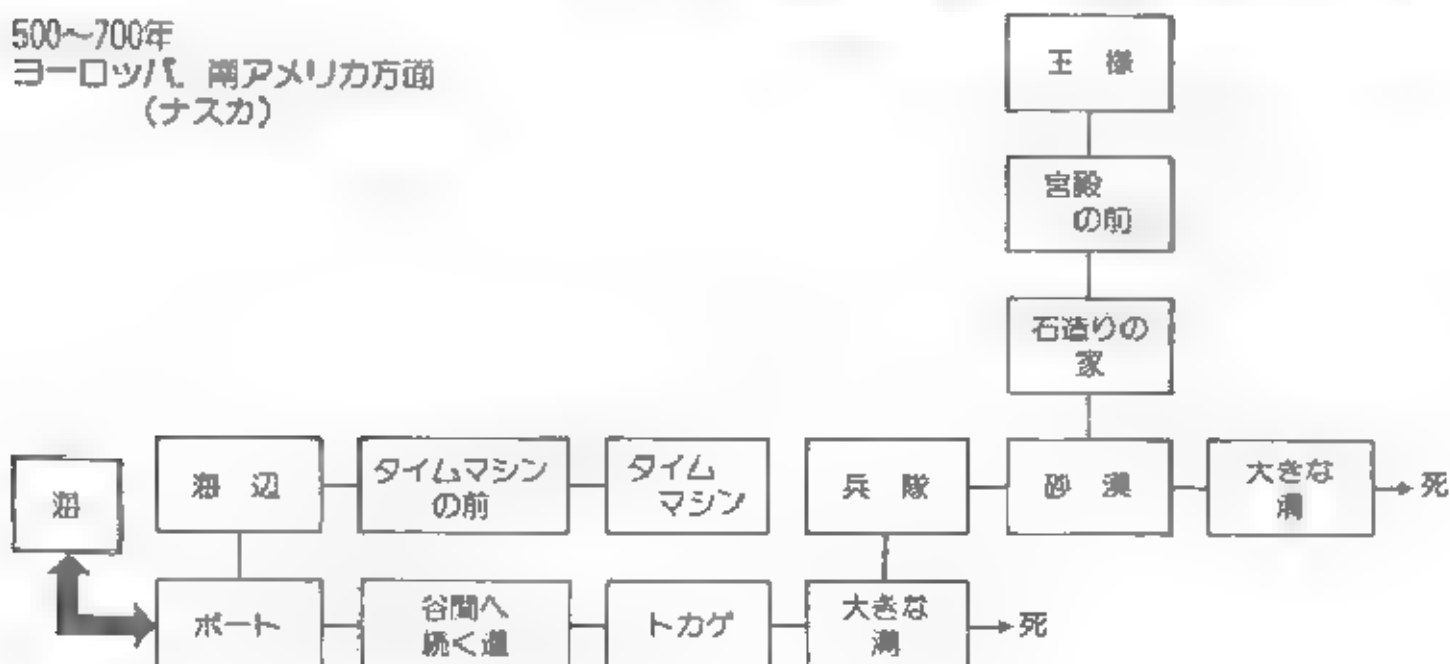 500〜700年
ヨーロッパ、南アメリカ方面
(ナスカ)
王様
宮殿
の前
石造りの
家
海
海辺
タイムマシン
の前
タイム
マシン
兵隊
砂漠
大きな
溝
死
ボート
谷間へ
続く道
トカゲ
大きな
溝
死